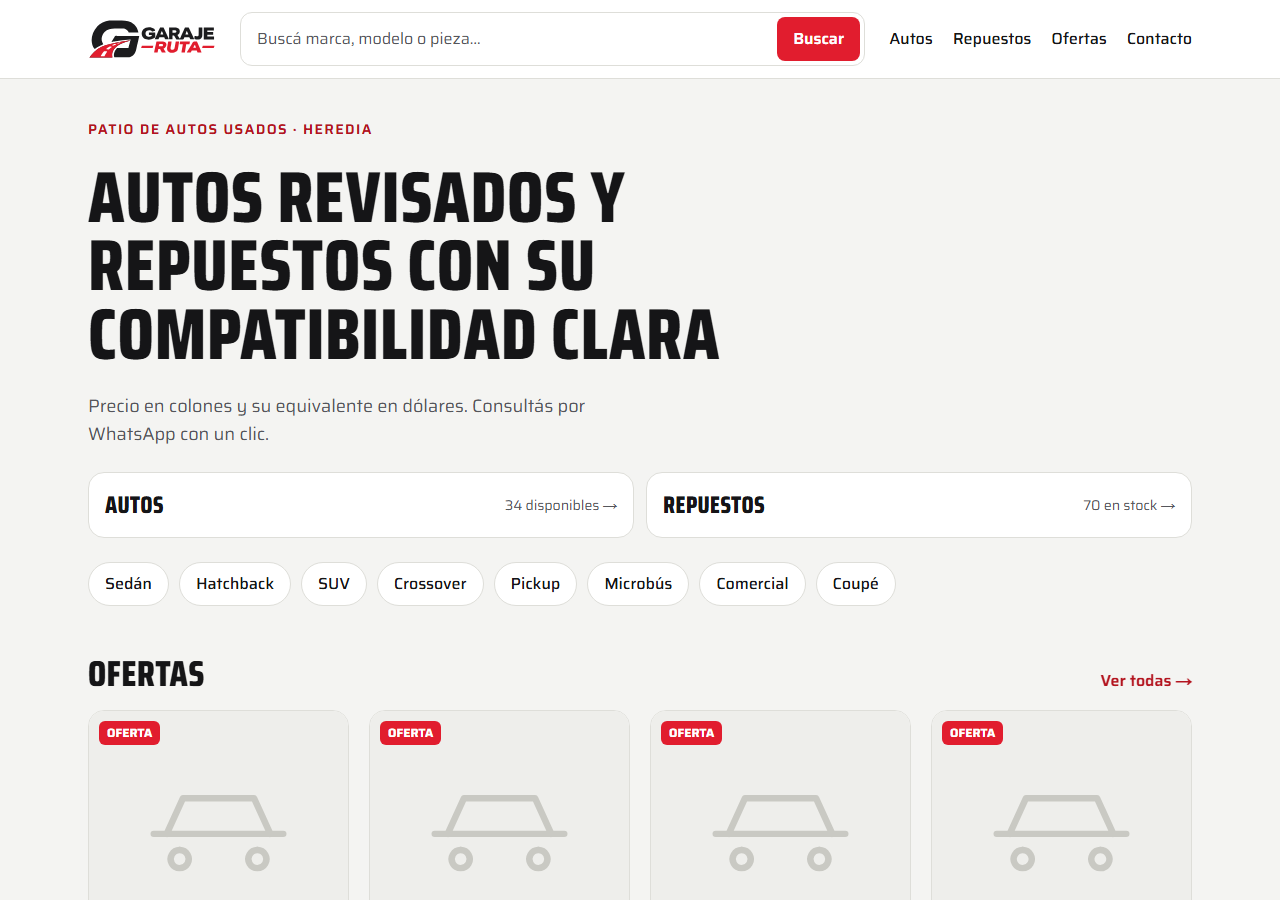 GARAJE
RUTA
Buscá marca, modelo o pieza...
Buscar
Autos
Repuestos
Ofertas
Contacto
PATIO DE AUTOS USADOS · HEREDIA
AUTOS REVISADOS Y
REPUESTOS CON SU
COMPATIBILIDAD CLARA
Precio en colones y su equivalente en dólares. Consultás por
WhatsApp con un clic.
AUTOS
34 disponibles →
REPUESTOS
70 en stock →
Sedán
Hatchback
SUV
Crossover
Pickup
Microbús
Comercial
Coupé
OFERTAS
Ver todas →
OFERTA
OFERTA
OFERTA
OFERTA